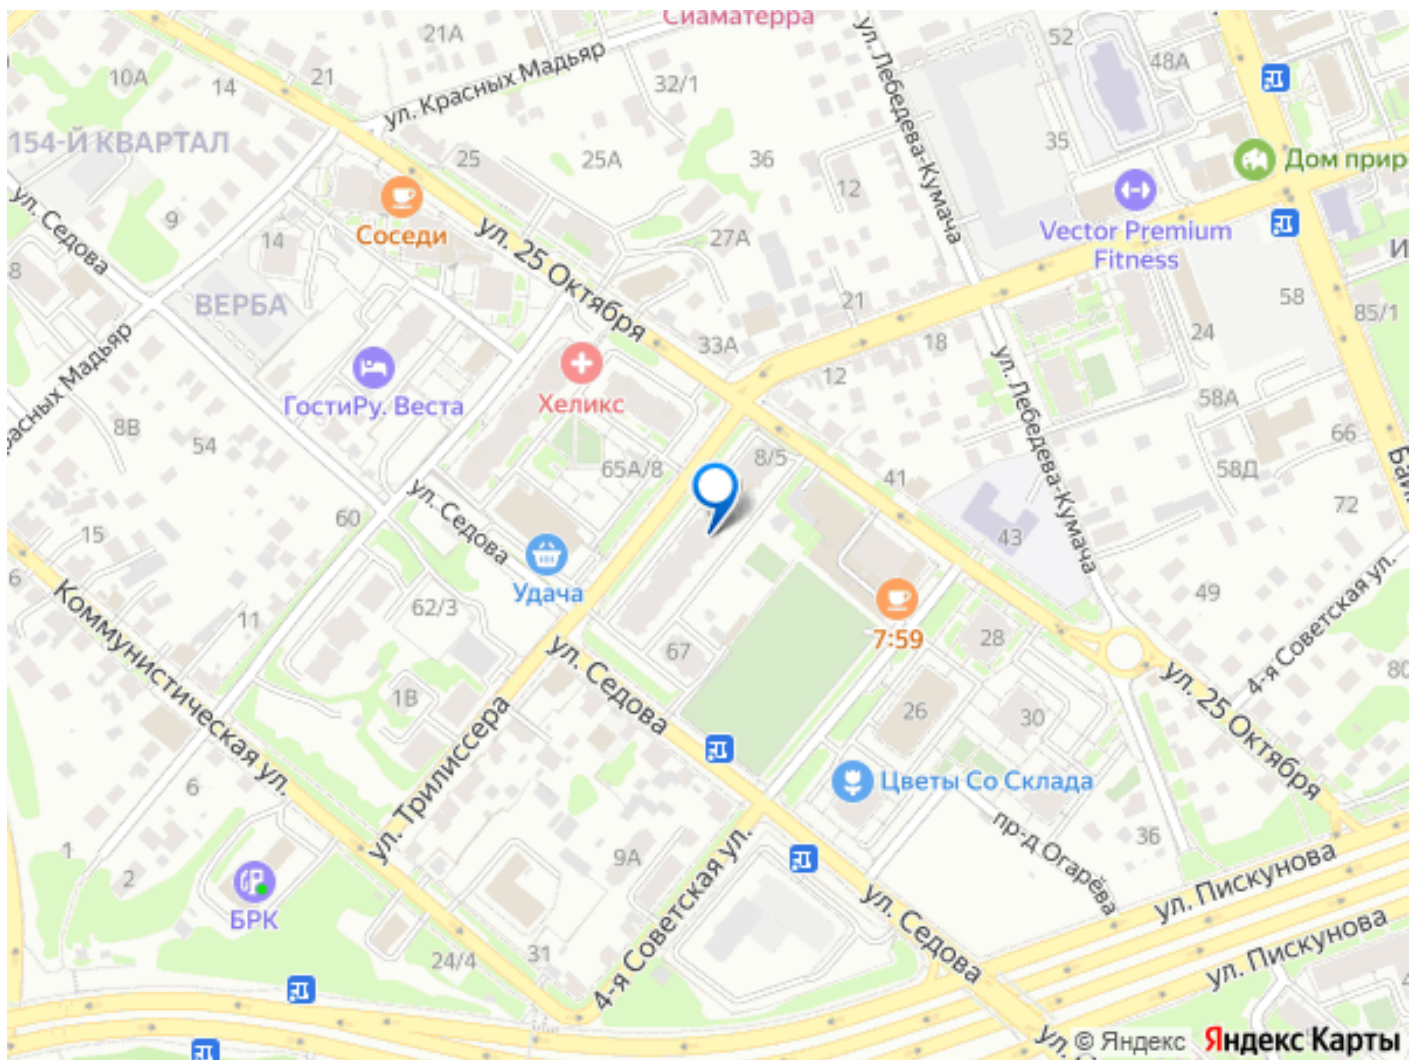 Сиаматерра
21А
ул. Красных Мадьяр
ул. Лебедева-Кумача
52
48А
10А
14
21
32/1
35
154-Й КВАРТАЛ
25
25А
36
12
Дом прир
ул. Седова
9
14
Соседи
ул. 25 Октября
27А
Vector Premium
Fitness
И
8
ВЕРБА
21
58
85/1
33А
18
24
ул. Лебедева-Кумача
12
58А
Хеликс
ГостиРу. Веста
расных Мадьяр
8В
54
66
65А/8
8/5
41
58Д
Бай
ул. Седова
72
60
15
43
Удача
49
4-я Советская ул.
6
Коммунистическая ул.
62/3
11
7:59
28
67
ул. Седова
ул. 25 Октября
80
1В
26
30
ул. Трилиссера
6
Цветы Со Склада
пр-д Огарёва
36
1
2
9А
4-я Советская ул.
ул. Седова
ул. Пискунова
БРК
ул. Пискунова
31
24/4
4
ул.
5
© Яндекс
Яндекс Карты